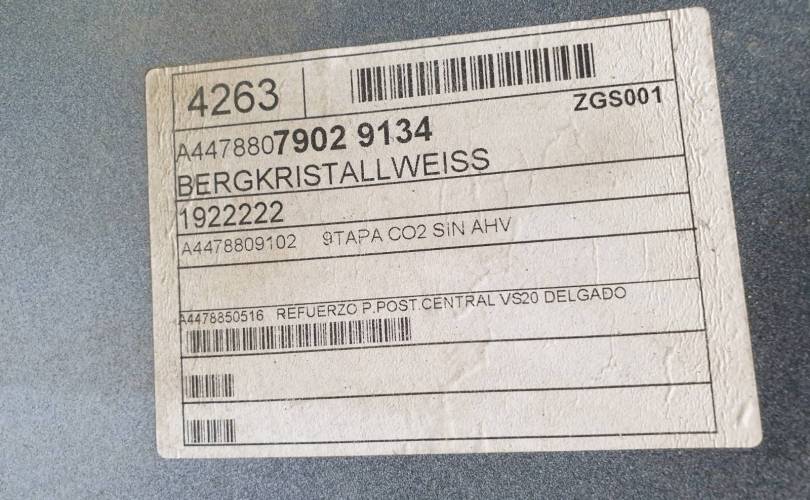 4263
ZGS001
A4478807902 9134
BERGKRISTALLWEISS
1922222
A4478809102 9TAPA CO2 SiN AHV
A4478850516 REFUERZO P.POST.CENTRAL VS20 DELGADO